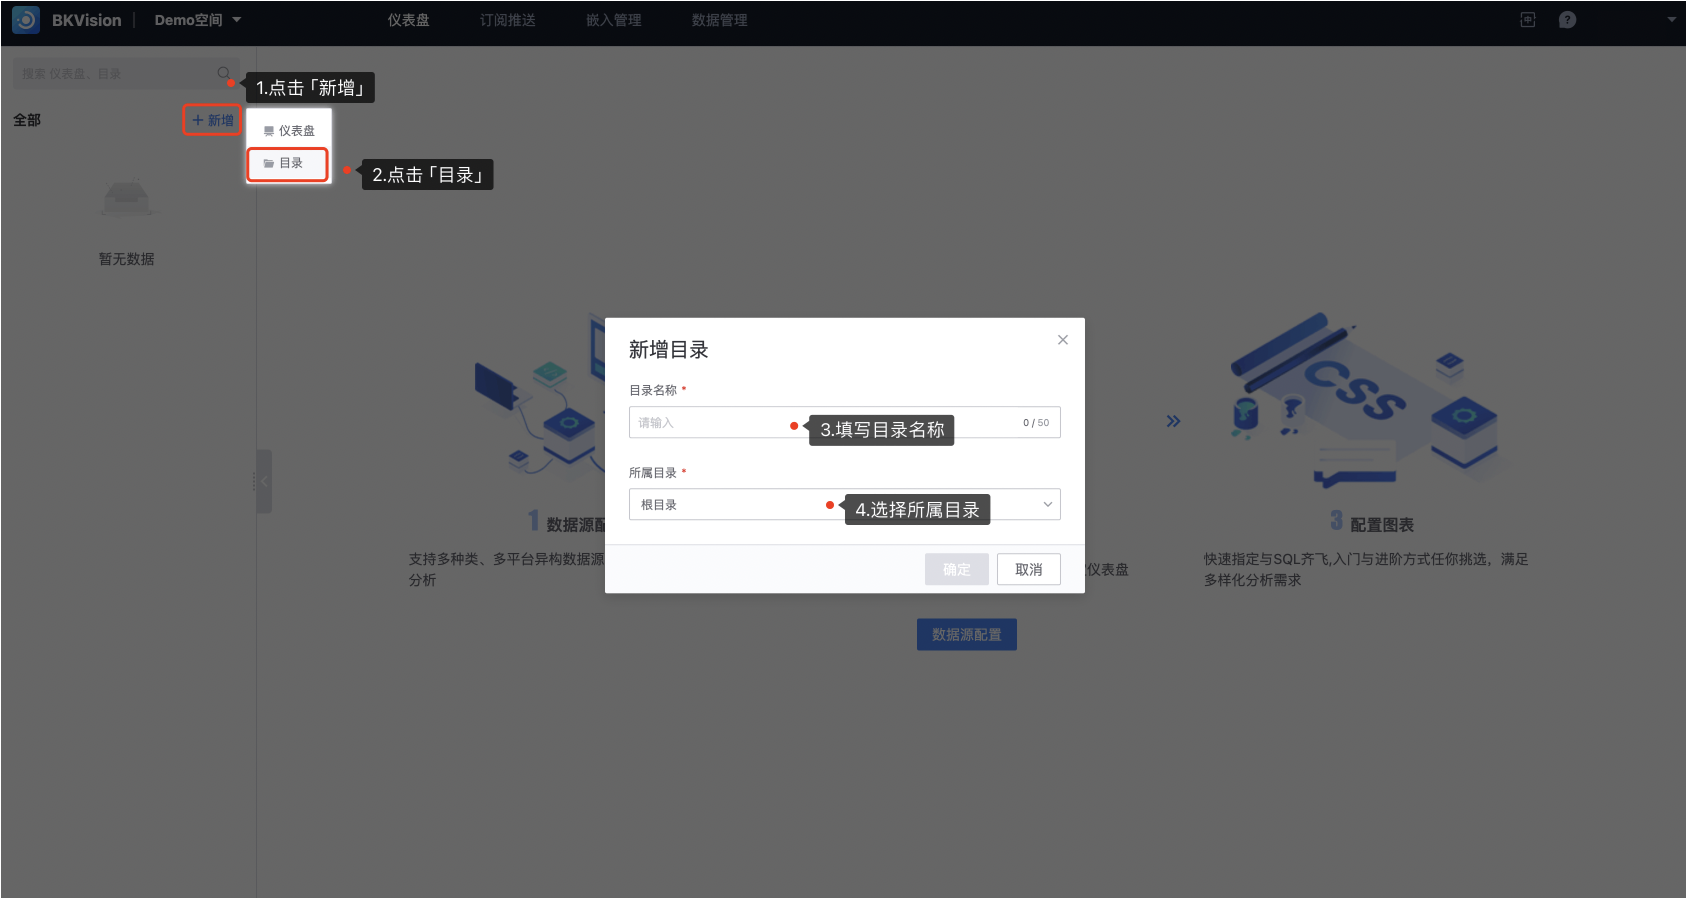 BKVision
Demo空间
仪表盘
订阅推送
嵌入管理
数据管理
中
?
搜索 仪表盘、目录
1.点击「新增」
全部
+ 新增
仪表盘
目录
2.点击「目录」
暂无数据
新增目录
目录名称 *
请输入
0 / 50
3.填写目录名称
所属目录 *
根目录
4.选择所属目录
确定
取消
CSS
1 数据源配
支持多种类、多平台异构数据源
分析
仪表盘
3 配置图表
快速指定与SQL齐飞,入门与进阶方式任你挑选，满足
多样化分析需求
数据源配置